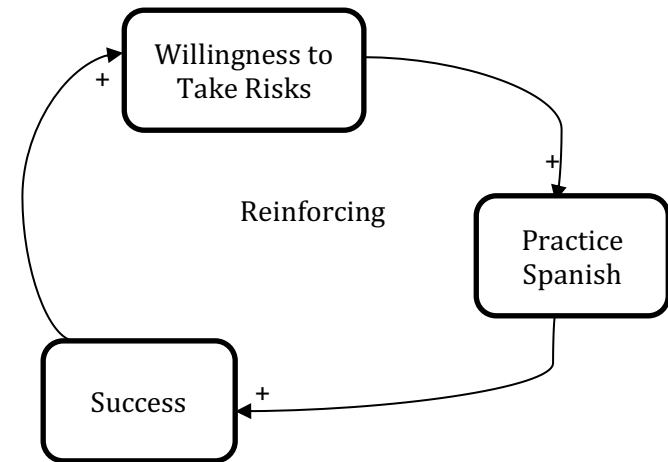 Willingness to
Take Risks
+
+
Reinforcing
Practice
Spanish
Success
+